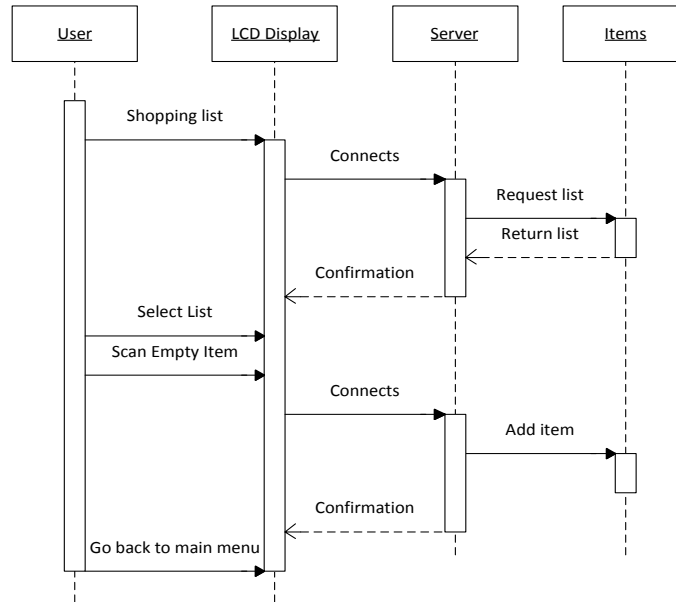 User
LCD Display
Server
Items
Shopping list
Connects
Request list
Return list
Confirmation
Select List
Scan Empty Item
Connects
Add item
Confirmation
Go back to main menu